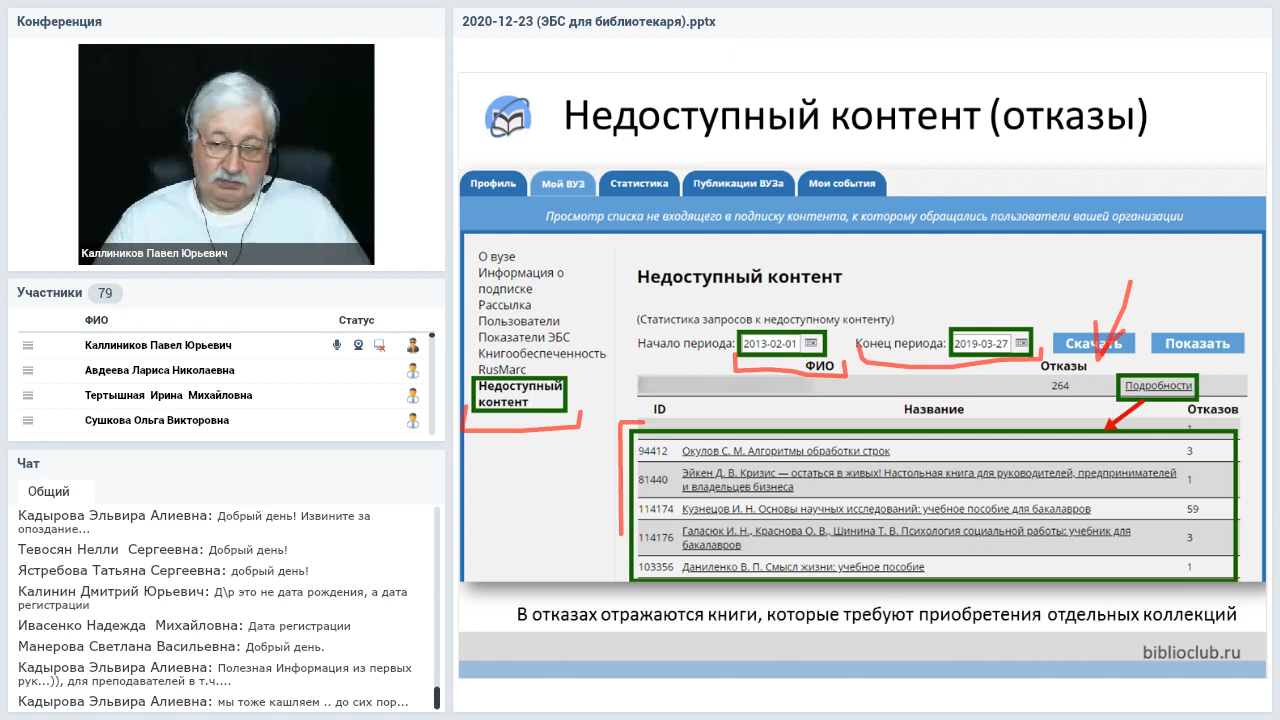 Конференция
Каллиников Павел Юрьевич
Участники 79
ФИО Статус
Каллиников Павел Юрьевич
Авдеева Лариса Николаевна
Тертышная Ирина Михайловна
Сушкова Ольга Викторовна
Чат
Общий
Кадырова Эльвира Алиевна: Добрый день! Извините за
опоздание...
Тевосян Нелли Сергеевна: Добрый день!
Ястребова Татьяна Сергеевна: добрый день!
Калинин Дмитрий Юрьевич: Д\р это не дата рождения, а дата
регистрации
Ивасенко Надежда Михайловна: Дата регистрации
Манерова Светлана Васильевна: Добрый день.
Кадырова Эльвира Алиевна: Полезная Информация из первых
рук...)), для преподавателей в т.ч....
Кадырова Эльвира Алиевна: мы тоже кашляем .. до сих пор...
2020-12-23 (ЭБС для библиотекаря).pptx
Недоступный контент (отказы)
Профиль Мой ВУЗ Статистика Публикации ВУЗа Мои события
Просмотр списка не входящего в подписку контента, к которому обращались пользователи вашей организации
О вузе
Информация о
подписке
Рассылка
Пользователи
Показатели ЭБС
Книгообеспеченность
RusMarc
Недоступный
контент
Недоступный контент
(Статистика запросов к недоступному контенту)
Начало периода: 2013-02-01 Конец периода: 2019-03-27 Скачать Показать
ФИО Отказы
264 Подробности
ID Название Отказов
1
94412 Окулов С. М. Алгоритмы обработки строк 3
81440 Эйкен Д. В. Кризис — остаться в живых! Настольная книга для руководителей, предпринимателей
и владельцев бизнеса 1
114174 Кузнецов И. Н. Основы научных исследований: учебное пособие для бакалавров 59
114176 Галасюк И. Н., Краснова О. В., Шинина Т. В. Психология социальной работы: учебник для
бакалавров 3
103356 Даниленко В. П. Смысл жизни: учебное пособие 1
В отказах отражаются книги, которые требуют приобретения отдельных коллекций
biblioclub.ru